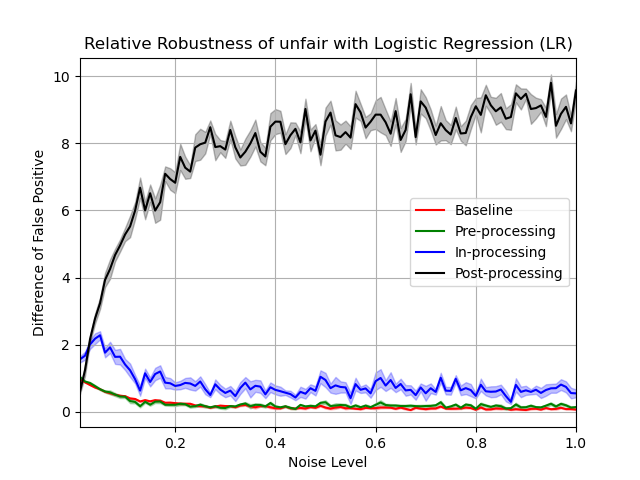 Relative Robustness of unfair with Logistic Regression (LR)
Difference of False Positive
10
8
6
4
2
0
Baseline
Pre-processing
In-processing
Post-processing
0.2 0.4 0.6 0.8 1.0
Noise Level